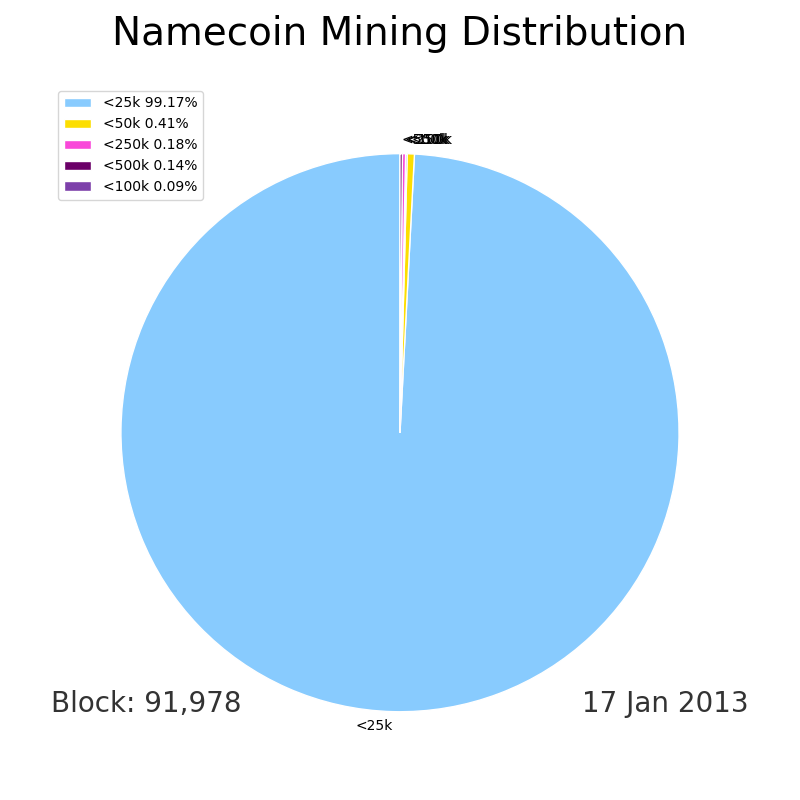 Namecoin Mining Distribution
<25k 99.17%
<50k 0.41%
<250k 0.18%
<500k 0.14%
<100k 0.09%
<25k
Block: 91,978
17 Jan 2013